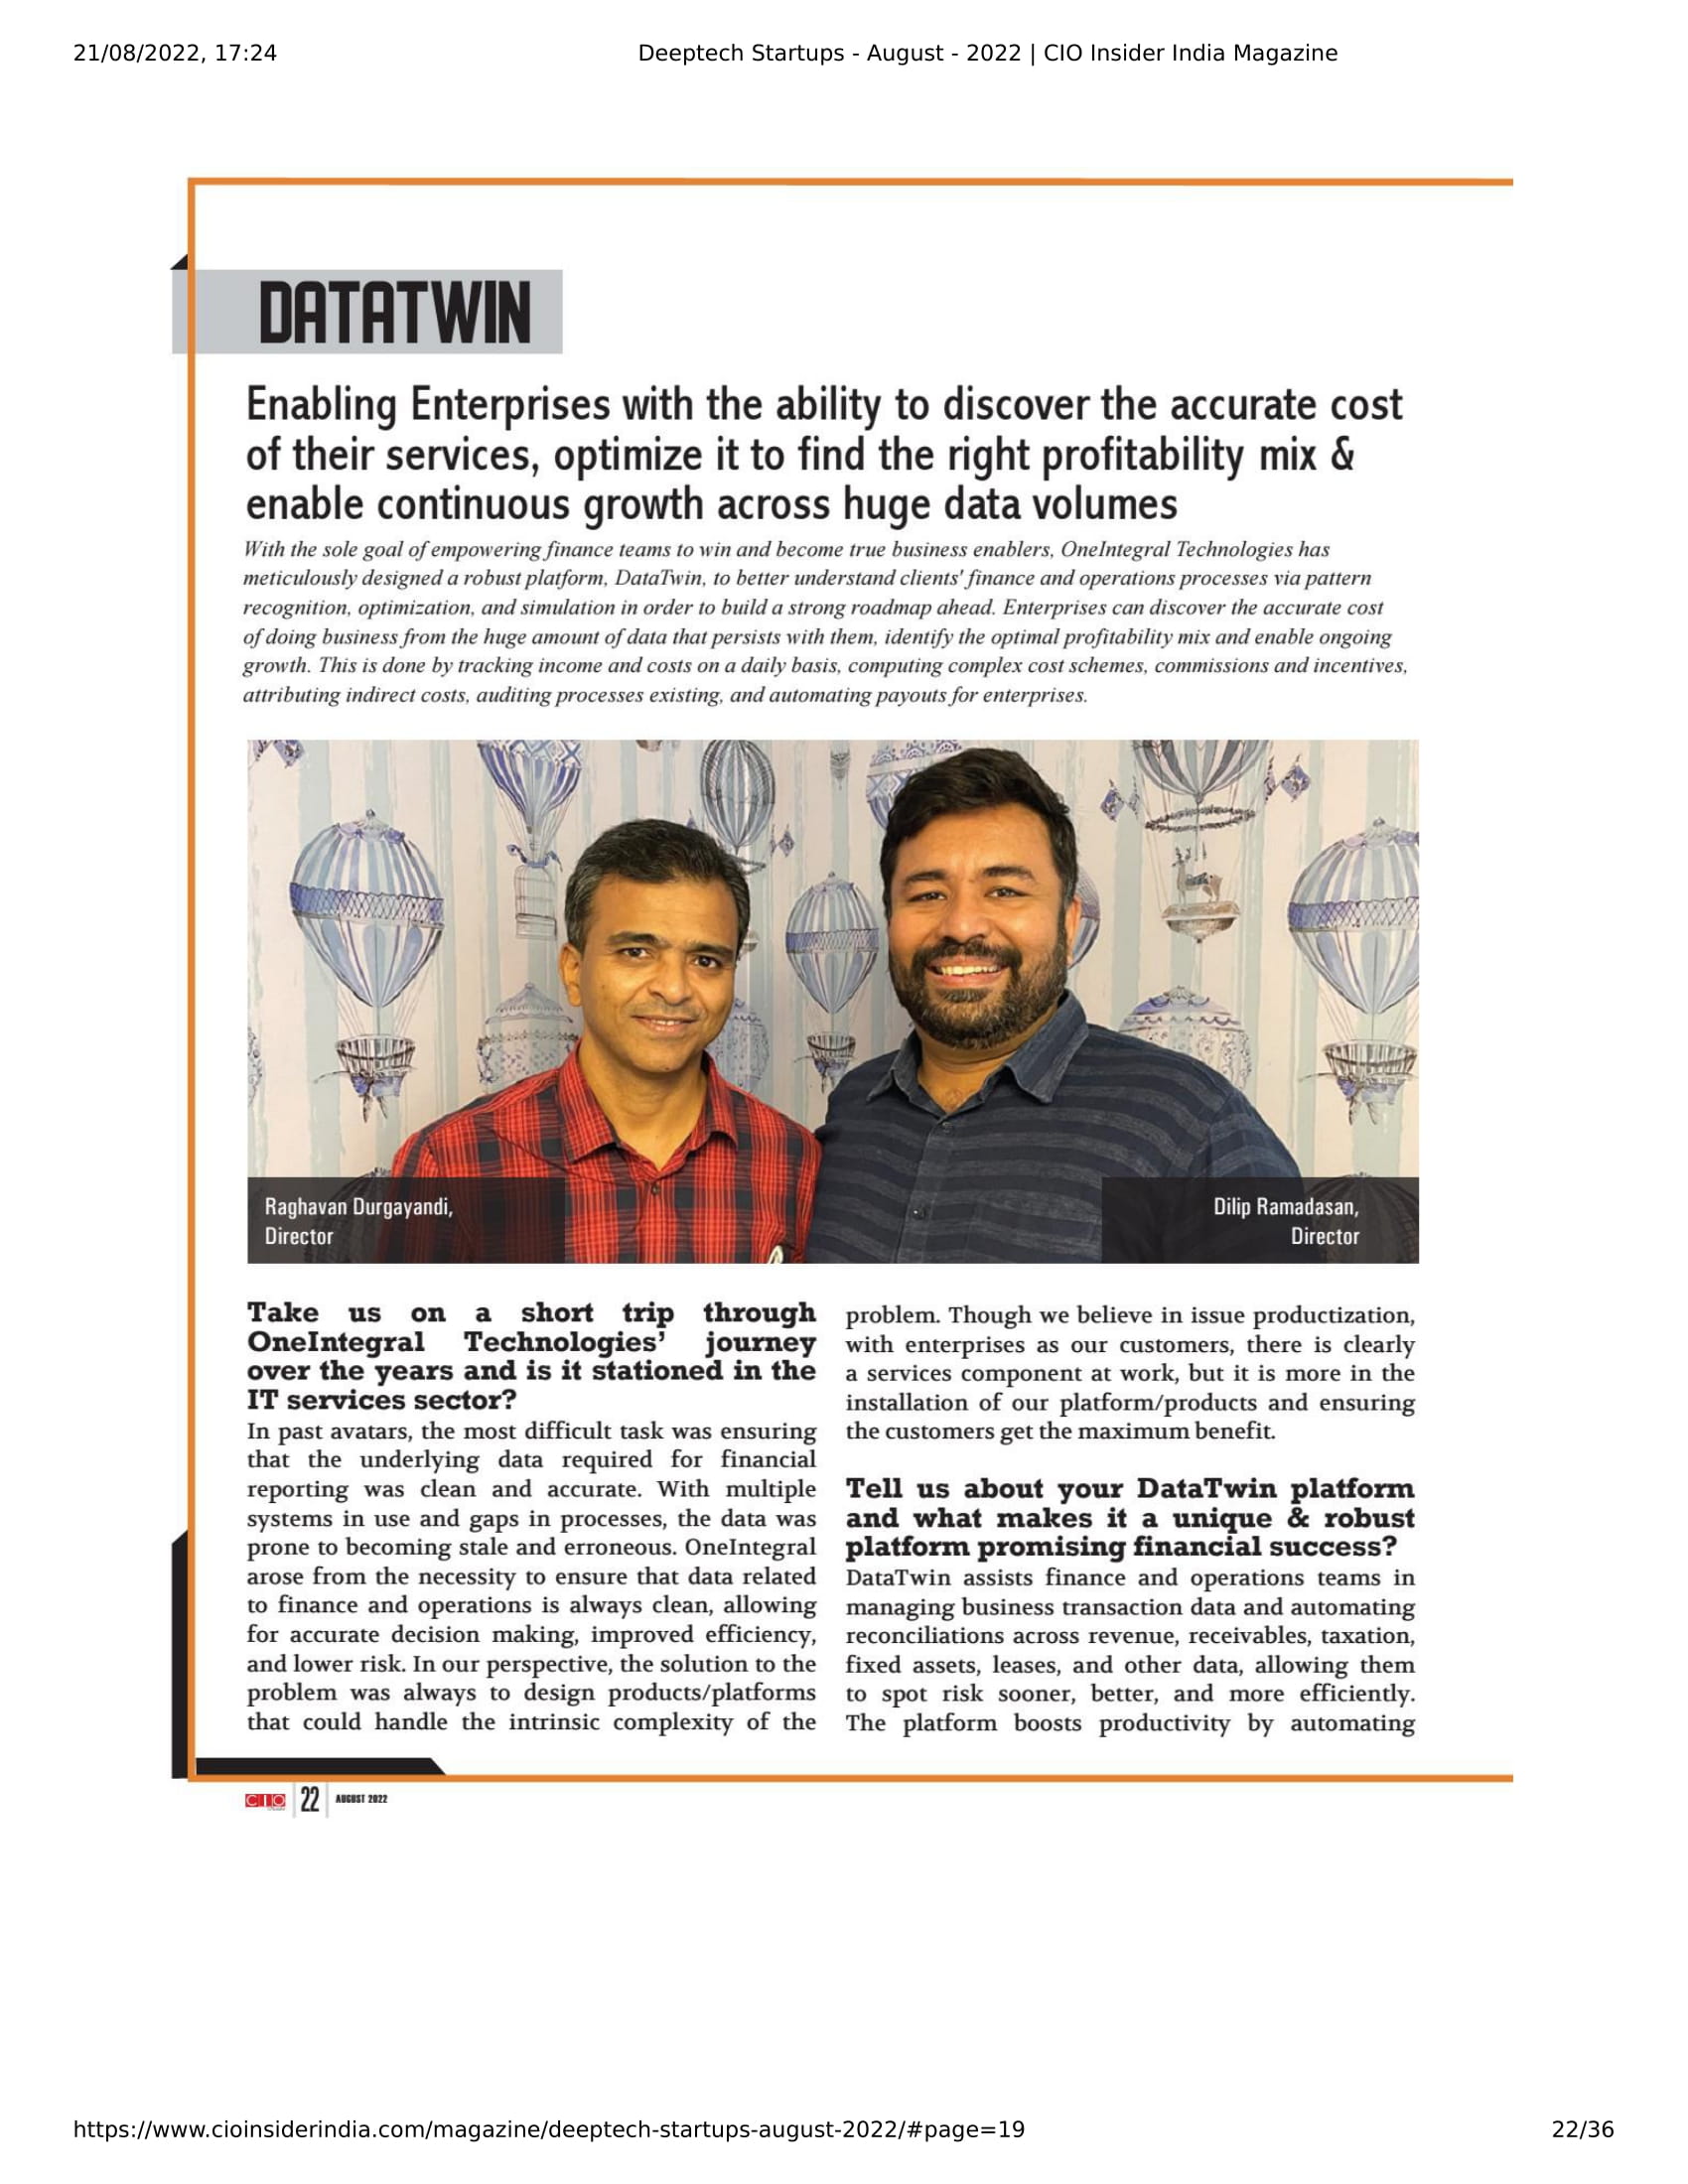 21/08/2022, 17:24
Deeptech Startups - August - 2022 | CIO Insider India Magazine
DATATWIN
Enabling Enterprises with the ability to discover the accurate cost
of their services, optimize it to find the right profitability mix &
enable continuous growth across huge data volumes
With the sole goal of empowering finance teams to win and become true business enablers, OneIntegral Technologies has
meticulously designed a robust platform, DataTwin, to better understand clients' finance and operations processes via pattern
recognition, optimization, and simulation in order to build a strong roadmap ahead. Enterprises can discover the accurate cost
of doing business from the huge amount of data that persists with them, identify the optimal profitability mix and enable ongoing
growth. This is done by tracking income and costs on a daily basis, computing complex cost schemes, commissions and incentives,
attributing indirect costs, auditing processes existing, and automating payouts for enterprises.
Raghavan Durgayandi,
Director
Dilip Ramadasan,
Director
Take us on a short trip through
OneIntegral Technologies’ journey
over the years and is it stationed in the
IT services sector?
In past avatars, the most difficult task was ensuring
that the underlying data required for financial
reporting was clean and accurate. With multiple
systems in use and gaps in processes, the data was
prone to becoming stale and erroneous. OneIntegral
arose from the necessity to ensure that data related
to finance and operations is always clean, allowing
for accurate decision making, improved efficiency,
and lower risk. In our perspective, the solution to the
problem was always to design products/platforms
that could handle the intrinsic complexity of the
problem. Though we believe in issue productization,
with enterprises as our customers, there is clearly
a services component at work, but it is more in the
installation of our platform/products and ensuring
the customers get the maximum benefit.
Tell us about your DataTwin platform
and what makes it a unique & robust
platform promising financial success?
DataTwin assists finance and operations teams in
managing business transaction data and automating
reconciliations across revenue, receivables, taxation,
fixed assets, leases, and other data, allowing them
to spot risk sooner, better, and more efficiently.
The platform boosts productivity by automating
CIO
22
AUGUST 2022
https://www.cioinsiderindia.com/magazine/deeptech-startups-august-2022/#page=19
22/36